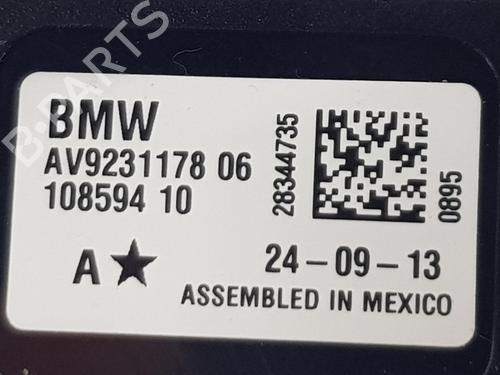 BMW
AV9231178 06
108594 10
28344735
0895
A★
24-09-13
ASSEMBLED IN MEXICO
B-PARTS